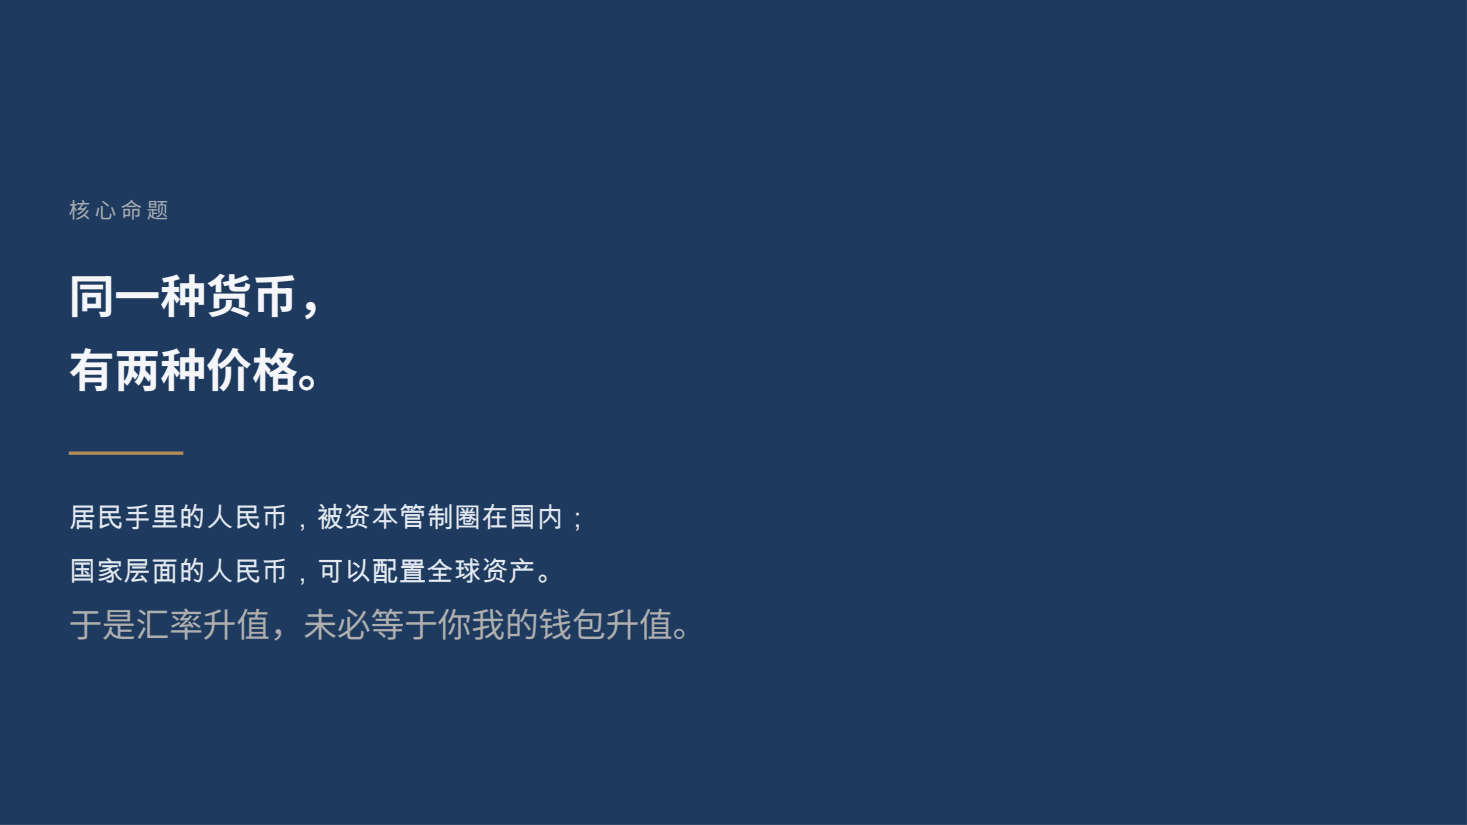 核心命题
同一种货币，
有两种价格。
居民手里的人民币，被资本管制圈在国内；
国家层面的人民币，可以配置全球资产。
于是汇率升值，未必等于你我的钱包升值。